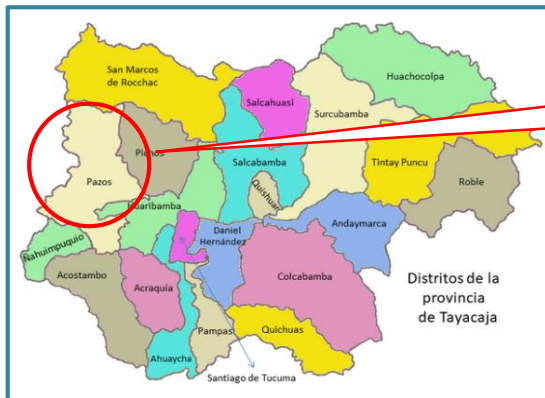 San Marcos
de Rocchac
Huachocolpa
Salcahuasi
Surcubamba
Pichos
Salcabamba
Tintay Puncu
Pazos
Quishuar
Roble
Huaribamba
Andaymarca
Daniel
Hernández
Ñahuimpuquio
Acostambo
Colcabamba
Distritos de la
provincia
de Tayacaja
Acraquía
Pampas
Quichuas
Ahuaycha
Santiago de Tucuma